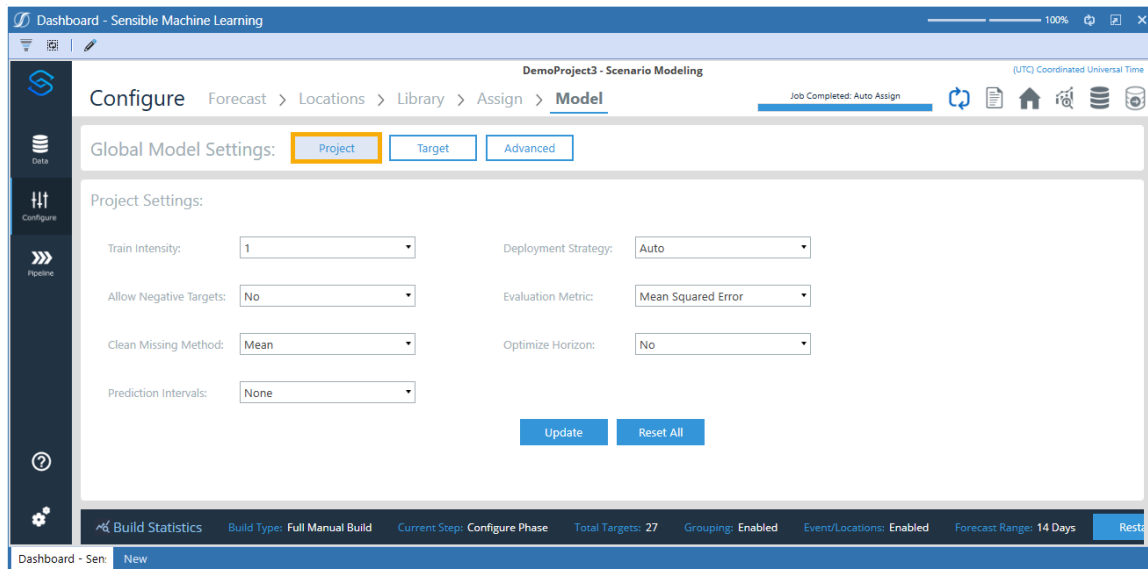 Dashboard - Sensible Machine Learning
100%
DemoProject3 - Scenario Modeling
(UTC) Coordinated Universal Time
Configure Forecast > Locations > Library > Assign > Model
Job Completed: Auto Assign
Data
Configure
Pipeline
Global Model Settings: Project Target Advanced
Project Settings:
Train Intensity: 1 Deployment Strategy: Auto
Allow Negative Targets: No Evaluation Metric: Mean Squared Error
Clean Missing Method: Mean Optimize Horizon: No
Prediction Intervals: None
Update Reset All
Build Statistics Build Type: Full Manual Build Current Step: Configure Phase Total Targets: 27 Grouping: Enabled Event/Locations: Enabled Forecast Range: 14 Days Resta
Dashboard - Sen: New